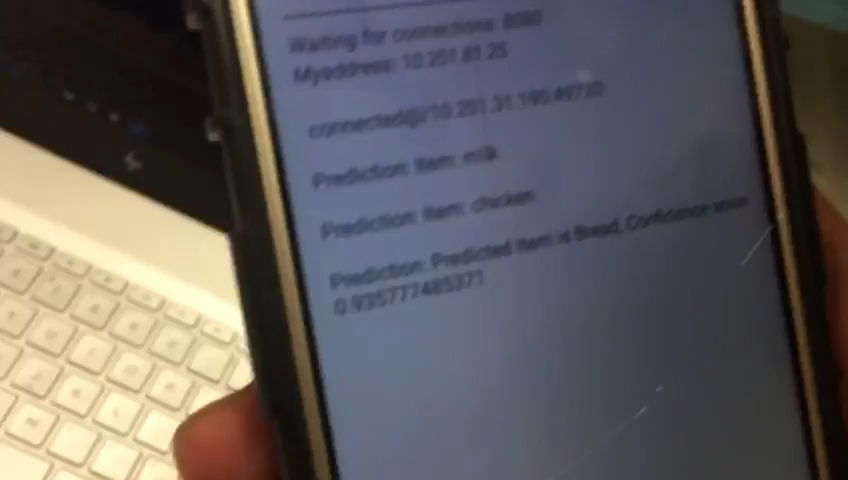 Waiting for connections: 8080
Myaddress: 10.201.81.25
connected@/10.201.31.190:49720
Prediction: Item: milk
Prediction: Item: chicken
Prediction: Predicted Item is Bread, Confidence
0.935777485371